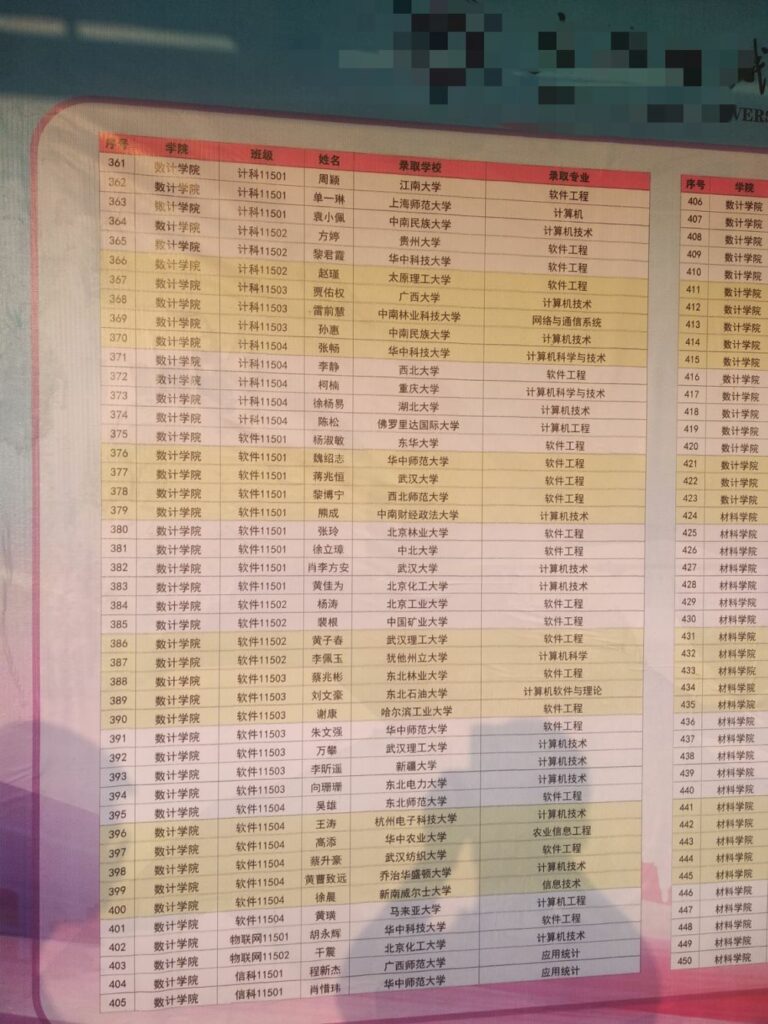 VERS
序号 学院 班级 姓名 录取学校 录取专业
361 数计学院 计科11501 周颖 江南大学 软件工程
362 数计学院 计科11501 单一琳 上海师范大学 计算机
363 数计学院 计科11501 袁小佩 中南民族大学 计算机技术
364 数计学院 计科11502 方婷 贵州大学 软件工程
365 数计学院 计科11502 黎君霞 华中科技大学 软件工程
366 数计学院 计科11502 赵瑾 太原理工大学 软件工程
367 数计学院 计科11503 贾佑权 广西大学 计算机技术
368 数计学院 计科11503 雷前慧 中南林业科技大学 网络与通信系统
369 数计学院 计科11503 孙惠 中南民族大学 计算机技术
370 数计学院 计科11504 张畅 华中科技大学 计算机科学与技术
371 数计学院 计科11504 李静 西北大学 软件工程
372 数计学院 计科11504 柯楠 重庆大学 计算机科学与技术
373 数计学院 计科11504 徐杨易 湖北大学 计算机技术
374 数计学院 计科11504 陈松 佛罗里达国际大学 计算机工程
375 数计学院 软件11501 杨淑敏 东华大学 软件工程
376 数计学院 软件11501 魏绍志 华中师范大学 软件工程
377 数计学院 软件11501 蒋兆恒 武汉大学 软件工程
378 数计学院 软件11501 黎博宁 西北师范大学 软件工程
379 数计学院 软件11501 熊成 中南财经政法大学 计算机技术
380 数计学院 软件11501 张玲 北京林业大学 软件工程
381 数计学院 软件11501 徐立璋 中北大学 软件工程
382 数计学院 软件11501 肖李方安 武汉大学 计算机技术
383 数计学院 软件11501 黄佳为 北京化工大学 计算机技术
384 数计学院 软件11502 杨涛 北京工业大学 软件工程
385 数计学院 软件11502 裴根 中国矿业大学 软件工程
386 数计学院 软件11502 黄子春 武汉理工大学 软件工程
387 数计学院 软件11502 李佩玉 犹他州立大学 计算机科学
388 数计学院 软件11503 蔡兆彬 东北林业大学 软件工程
389 数计学院 软件11503 刘文豪 东北石油大学 计算机软件与理论
390 数计学院 软件11503 谢康 哈尔滨工业大学 软件工程
391 数计学院 软件11503 朱文强 华中师范大学 软件工程
392 数计学院 软件11503 万攀 武汉理工大学 计算机技术
393 数计学院 软件11503 李昕遥 新疆大学 计算机技术
394 数计学院 软件11503 向珊珊 东北电力大学 计算机技术
395 数计学院 软件11504 吴雄 东北师范大学 软件工程
396 数计学院 软件11504 王涛 杭州电子科技大学 计算机技术
397 数计学院 软件11504 高添 华中农业大学 农业信息工程
398 数计学院 软件11504 蔡升豪 武汉纺织大学 软件工程
399 数计学院 软件11504 黄曹致远 乔治华盛顿大学 计算机技术
400 数计学院 软件11504 徐晨 新南威尔士大学 信息技术
401 数计学院 软件11504 黄璜 马来亚大学 计算机工程
402 数计学院 物联网11501 胡永辉 华中科技大学 软件工程
403 数计学院 物联网11502 干震 北京化工大学 计算机技术
404 数计学院 信科11501 程新杰 广西师范大学 应用统计
405 数计学院 信科11501 肖惜玮 华中师范大学 应用统计
序号 学院
406 数计学院
407 数计学院
408 数计学院
409 数计学院
410 数计学院
411 数计学院
412 数计学院
413 数计学院
414 数计学院
415 数计学院
416 数计学院
417 数计学院
418 数计学院
419 数计学院
420 数计学院
421 数计学院
422 数计学院
423 数计学院
424 材料学院
425 材料学院
426 材料学院
427 材料学院
428 材料学院
429 材料学院
430 材料学院
431 材料学院
432 材料学院
433 材料学院
434 材料学院
435 材料学院
436 材料学院
437 材料学院
438 材料学院
439 材料学院
440 材料学院
441 材料学院
442 材料学院
443 材料学院
444 材料学院
445 材料学院
446 材料学院
447 材料学院
448 材料学院
449 材料学院
450 材料学院